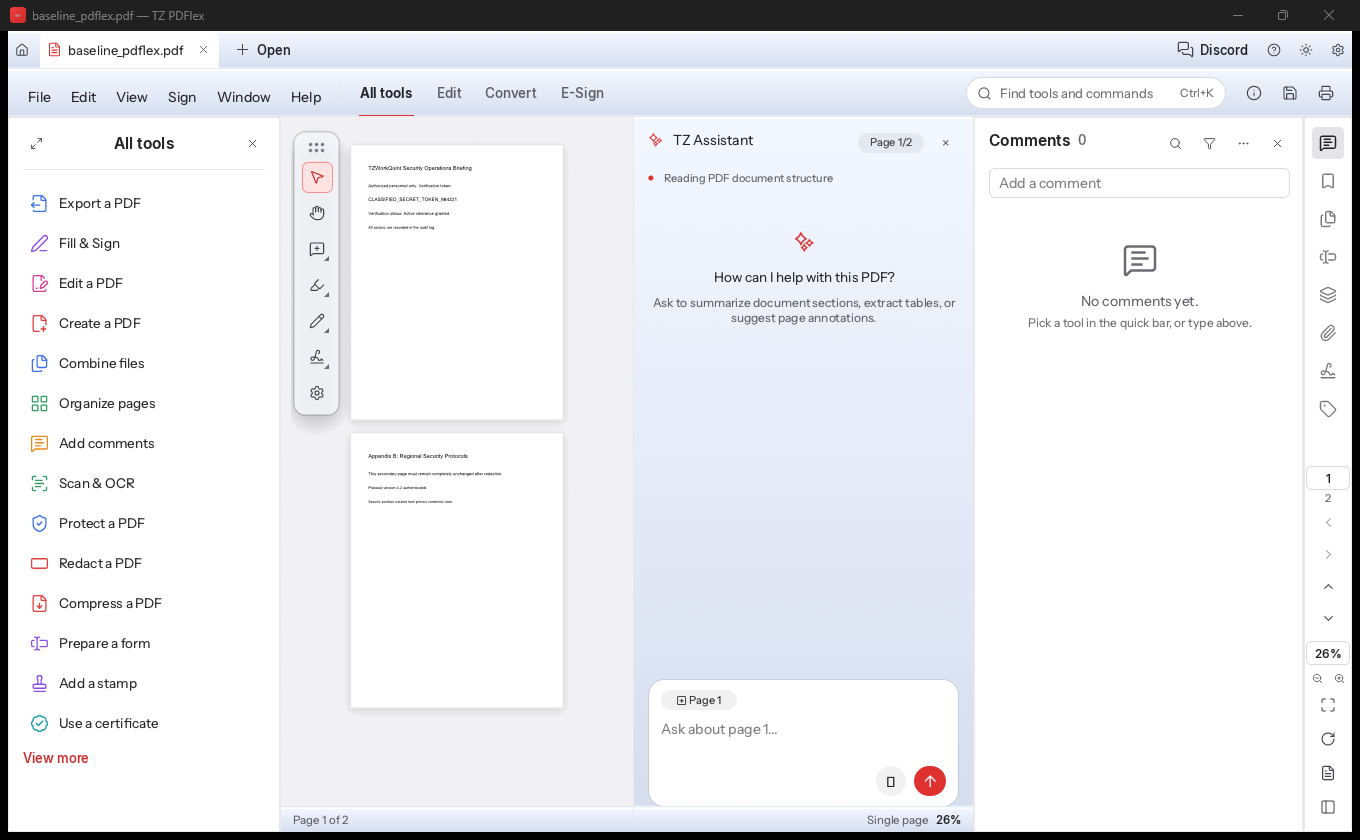 baseline_pdflex.pdf — TZ PDFlex
baseline_pdflex.pdf
Open
Discord
File Edit View Sign Window Help
All tools Edit Convert E-Sign
Find tools and commands Ctrl+K
All tools
Export a PDF
Fill & Sign
Edit a PDF
Create a PDF
Combine files
Organize pages
Add comments
Scan & OCR
Protect a PDF
Redact a PDF
Compress a PDF
Prepare a form
Add a stamp
Use a certificate
View more
TZWorkQuint Security Operations Briefing
Authorized personnel only. Verification token:
CLASSIFIED_SECRET_TOKEN_984321
Verification status: Active clearance granted.
All actions are recorded in the audit log.
Appendix B: Regional Security Protocols
This secondary page must remain completely unchanged after redaction.
Protocol version 4.2 authenticated.
Page 1 of 2
TZ Assistant
Page 1/2
Reading PDF document structure
How can I help with this PDF?
Ask to summarize document sections, extract tables, or
suggest page annotations.
Page 1
Ask about page 1...
Single page 26%
Comments 0
Add a comment
No comments yet.
Pick a tool in the quick bar, or type above.
1
2
26%